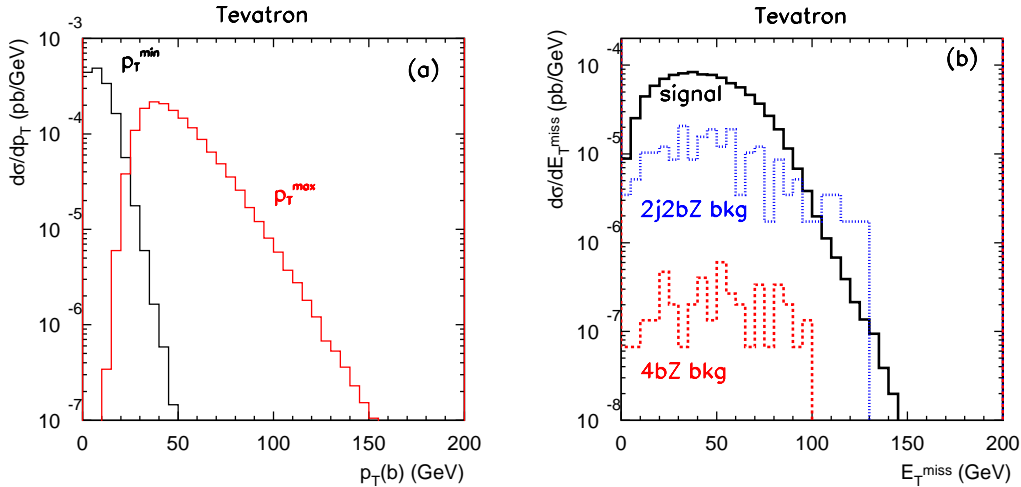 Tevatron
dσ/dp_T (pb/GeV)
10^-3
10^-4
10^-5
10^-6
10^-7
p_T^min
(a)
p_T^max
0 50 100 150 200
p_T(b) (GeV)
Tevatron
dσ/dE_T^miss (pb/GeV)
10^-4
10^-5
10^-6
10^-7
10^-8
(b)
signal
2j2bZ bkg
4bZ bkg
0 50 100 150 200
E_T^miss (GeV)